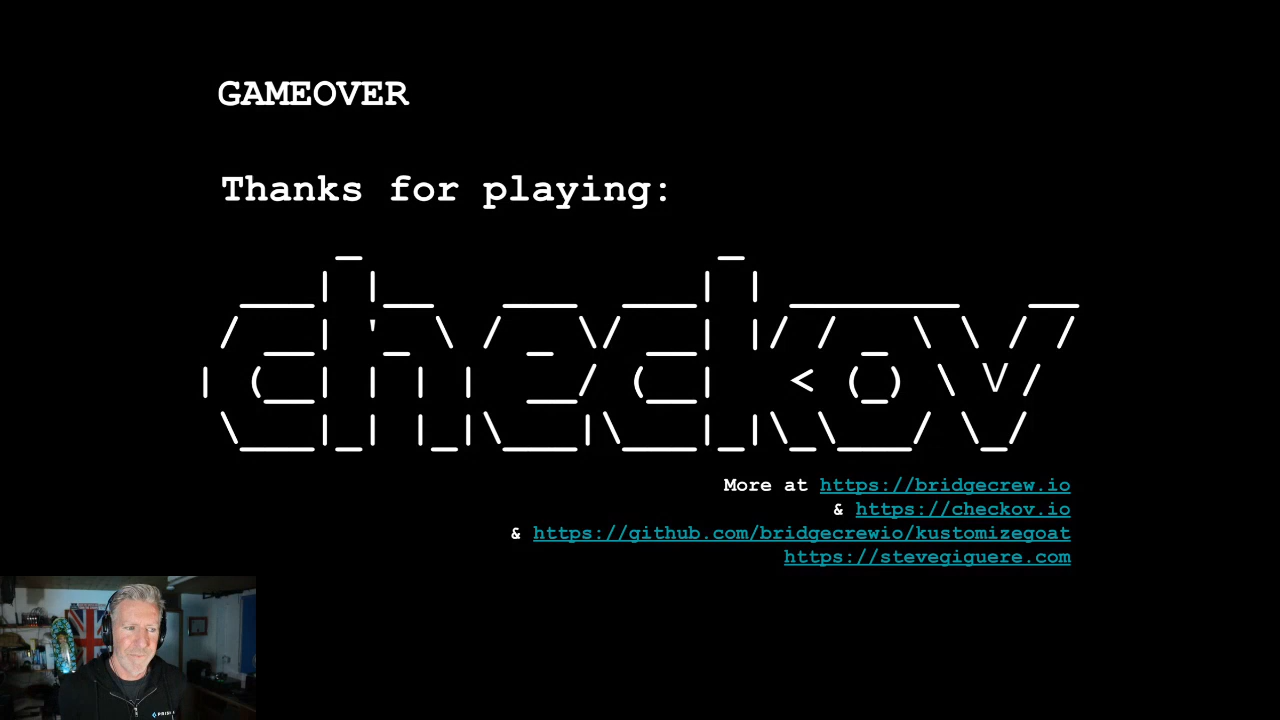 GAMEOVER
Thanks for playing:
checkov
More at https://bridgecrew.io
& https://checkov.io
& https://github.com/bridgecrewio/kustomizegoat
https://stevegiguere.com